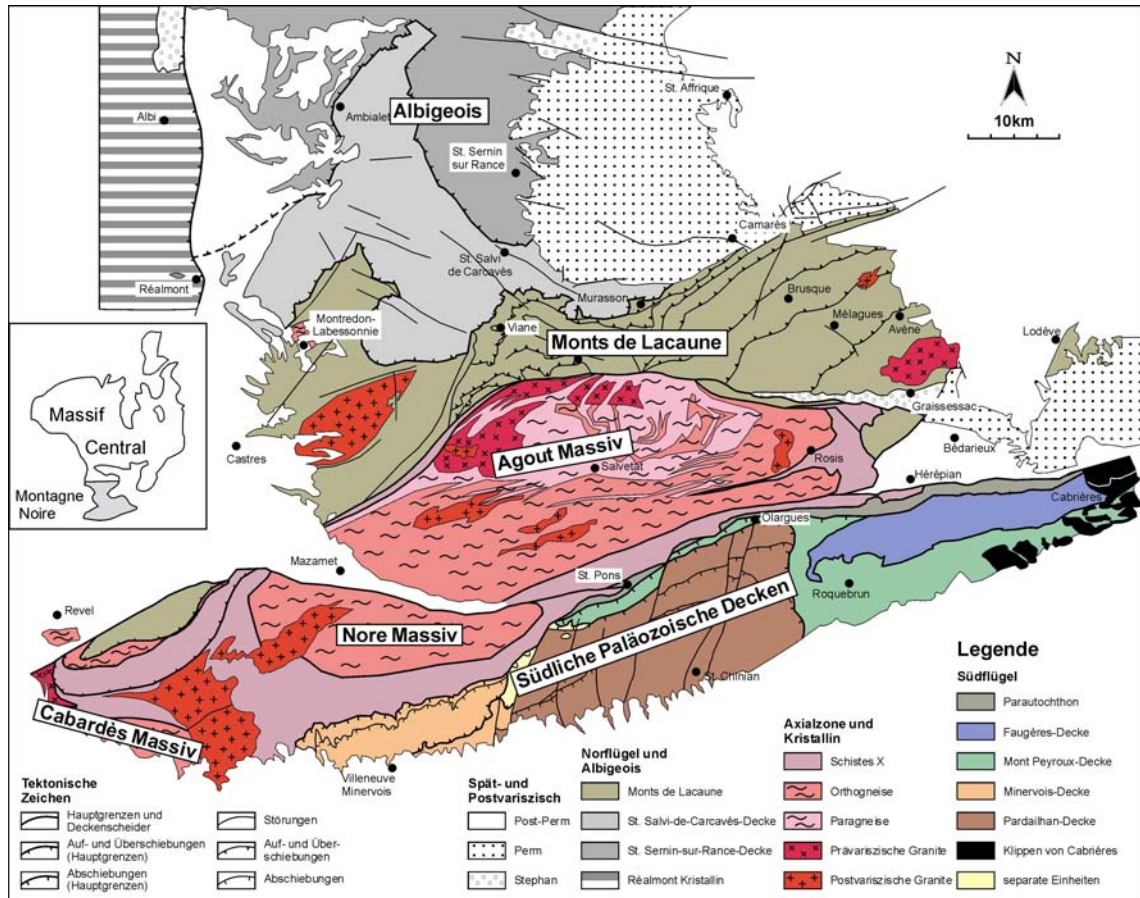 N
10km
St. Affrique
Albi
Ambialet
Albigeois
St. Sernin
sur Rance
Camarès
St. Salvi
de Carcavès
Réalmont
Murasson
Brusque
Montredon-
Labessonnie
Viane
Mélagues
Avène
Lodève
Monts de Lacaune
Massif
Central
Montagne
Noire
Graissessac
Castres
Agout Massiv
Rosis
Bédarieux
Salvetat
Hérépian
Cabrières
Olargues
Mazamet
St. Pons
Roquebrun
Revel
Nore Massiv
Südliche Paläozoische Decken
St. Chinian
Cabardès Massiv
Villeneuve
Minervois
Legende
Tektonische
Zeichen
Hauptgrenzen und
Deckenscheider
Auf- und Überschiebungen
(Hauptgrenzen)
Abschiebungen
(Hauptgrenzen)
Störungen
Auf- und Über-
schiebungen
Abschiebungen
Spät- und
Postvariszisch
Post-Perm
Perm
Stephan
Norflügel und
Albigeois
Monts de Lacaune
St. Salvi-de-Carcavès-Decke
St. Sernin-sur-Rance-Decke
Réalmont Kristallin
Axialzone und
Kristallin
Schistes X
Orthogneise
Paragneise
Prävariszische Granite
Postvariszische Granite
Südflügel
Parautochthon
Faugères-Decke
Mont Peyroux-Decke
Minervois-Decke
Pardailhan-Decke
Klippen von Cabrières
separate Einheiten